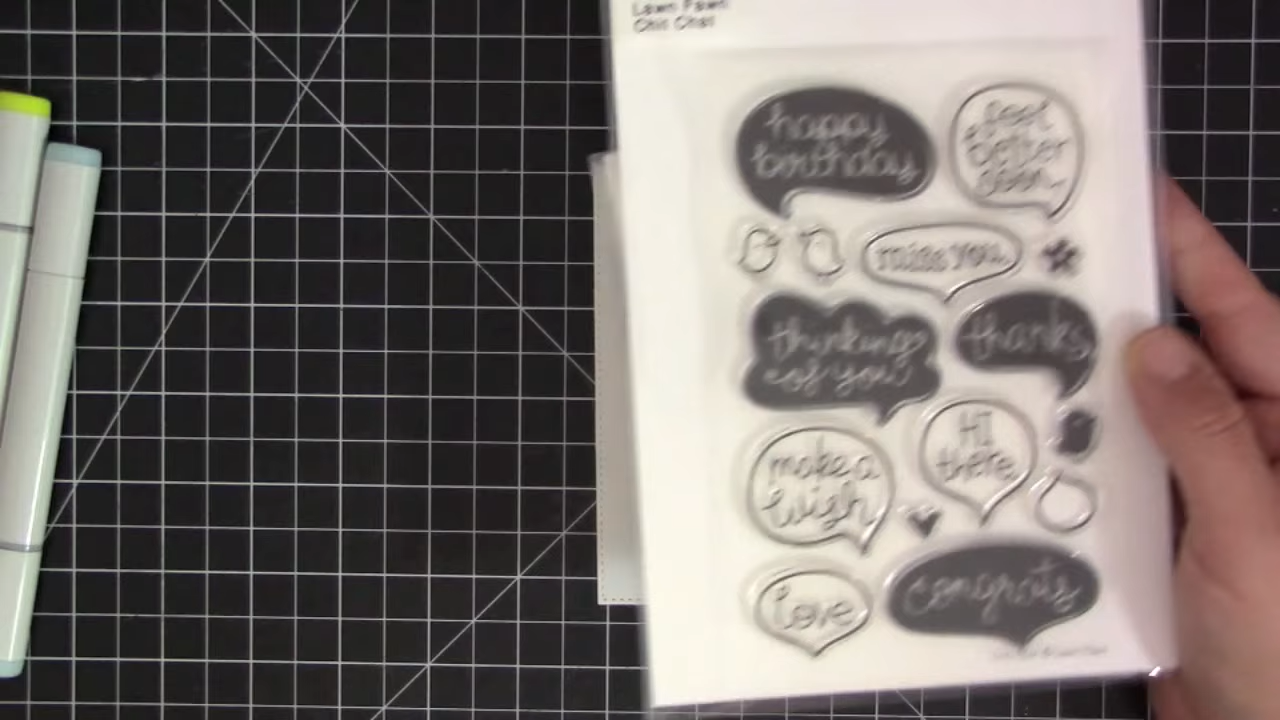 Lawn Fawn
Chit Chat
happy
birthday
get
better
soon
miss you
thinking
of you
thanks
make a
wish
Hi
there
love
congrats